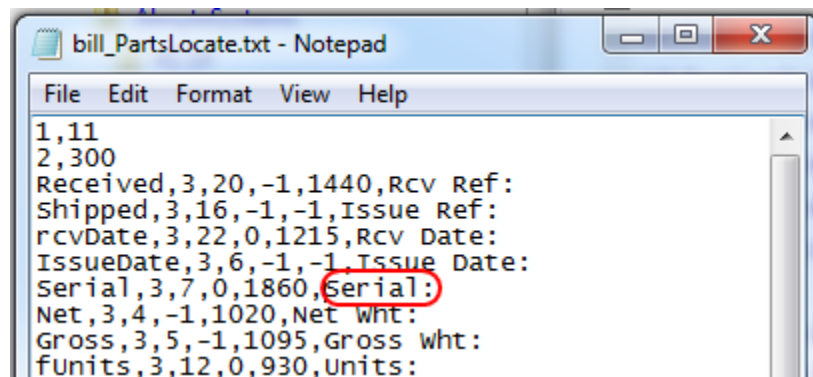 bill_PartsLocate.txt - Notepad
File Edit Format View Help
1,11
2,300
Received,3,20,-1,1440,Rcv Ref:
Shipped,3,16,-1,-1,Issue Ref:
rcvDate,3,22,0,1215,Rcv Date:
IssueDate,3,6,-1,-1,Issue Date:
Serial,3,7,0,1860,Serial:
Net,3,4,-1,1020,Net Wht:
Gross,3,5,-1,1095,Gross Wht:
fUnits,3,12,0,930,Units: